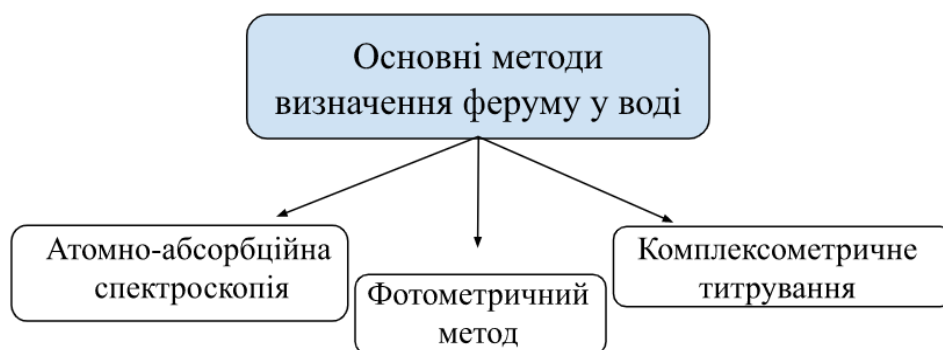 Основні методи
визначення феруму у воді
Атомно-абсорбційна
спектроскопія
Фотометричний
метод
Комплексометричне
титрування